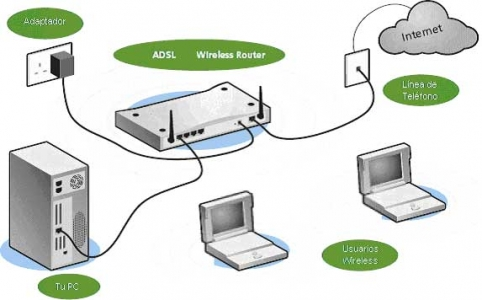 Adaptador
ADSL Wireless Router
Internet
Línea de
Teléfono
Tu PC
Usuarios
Wireless